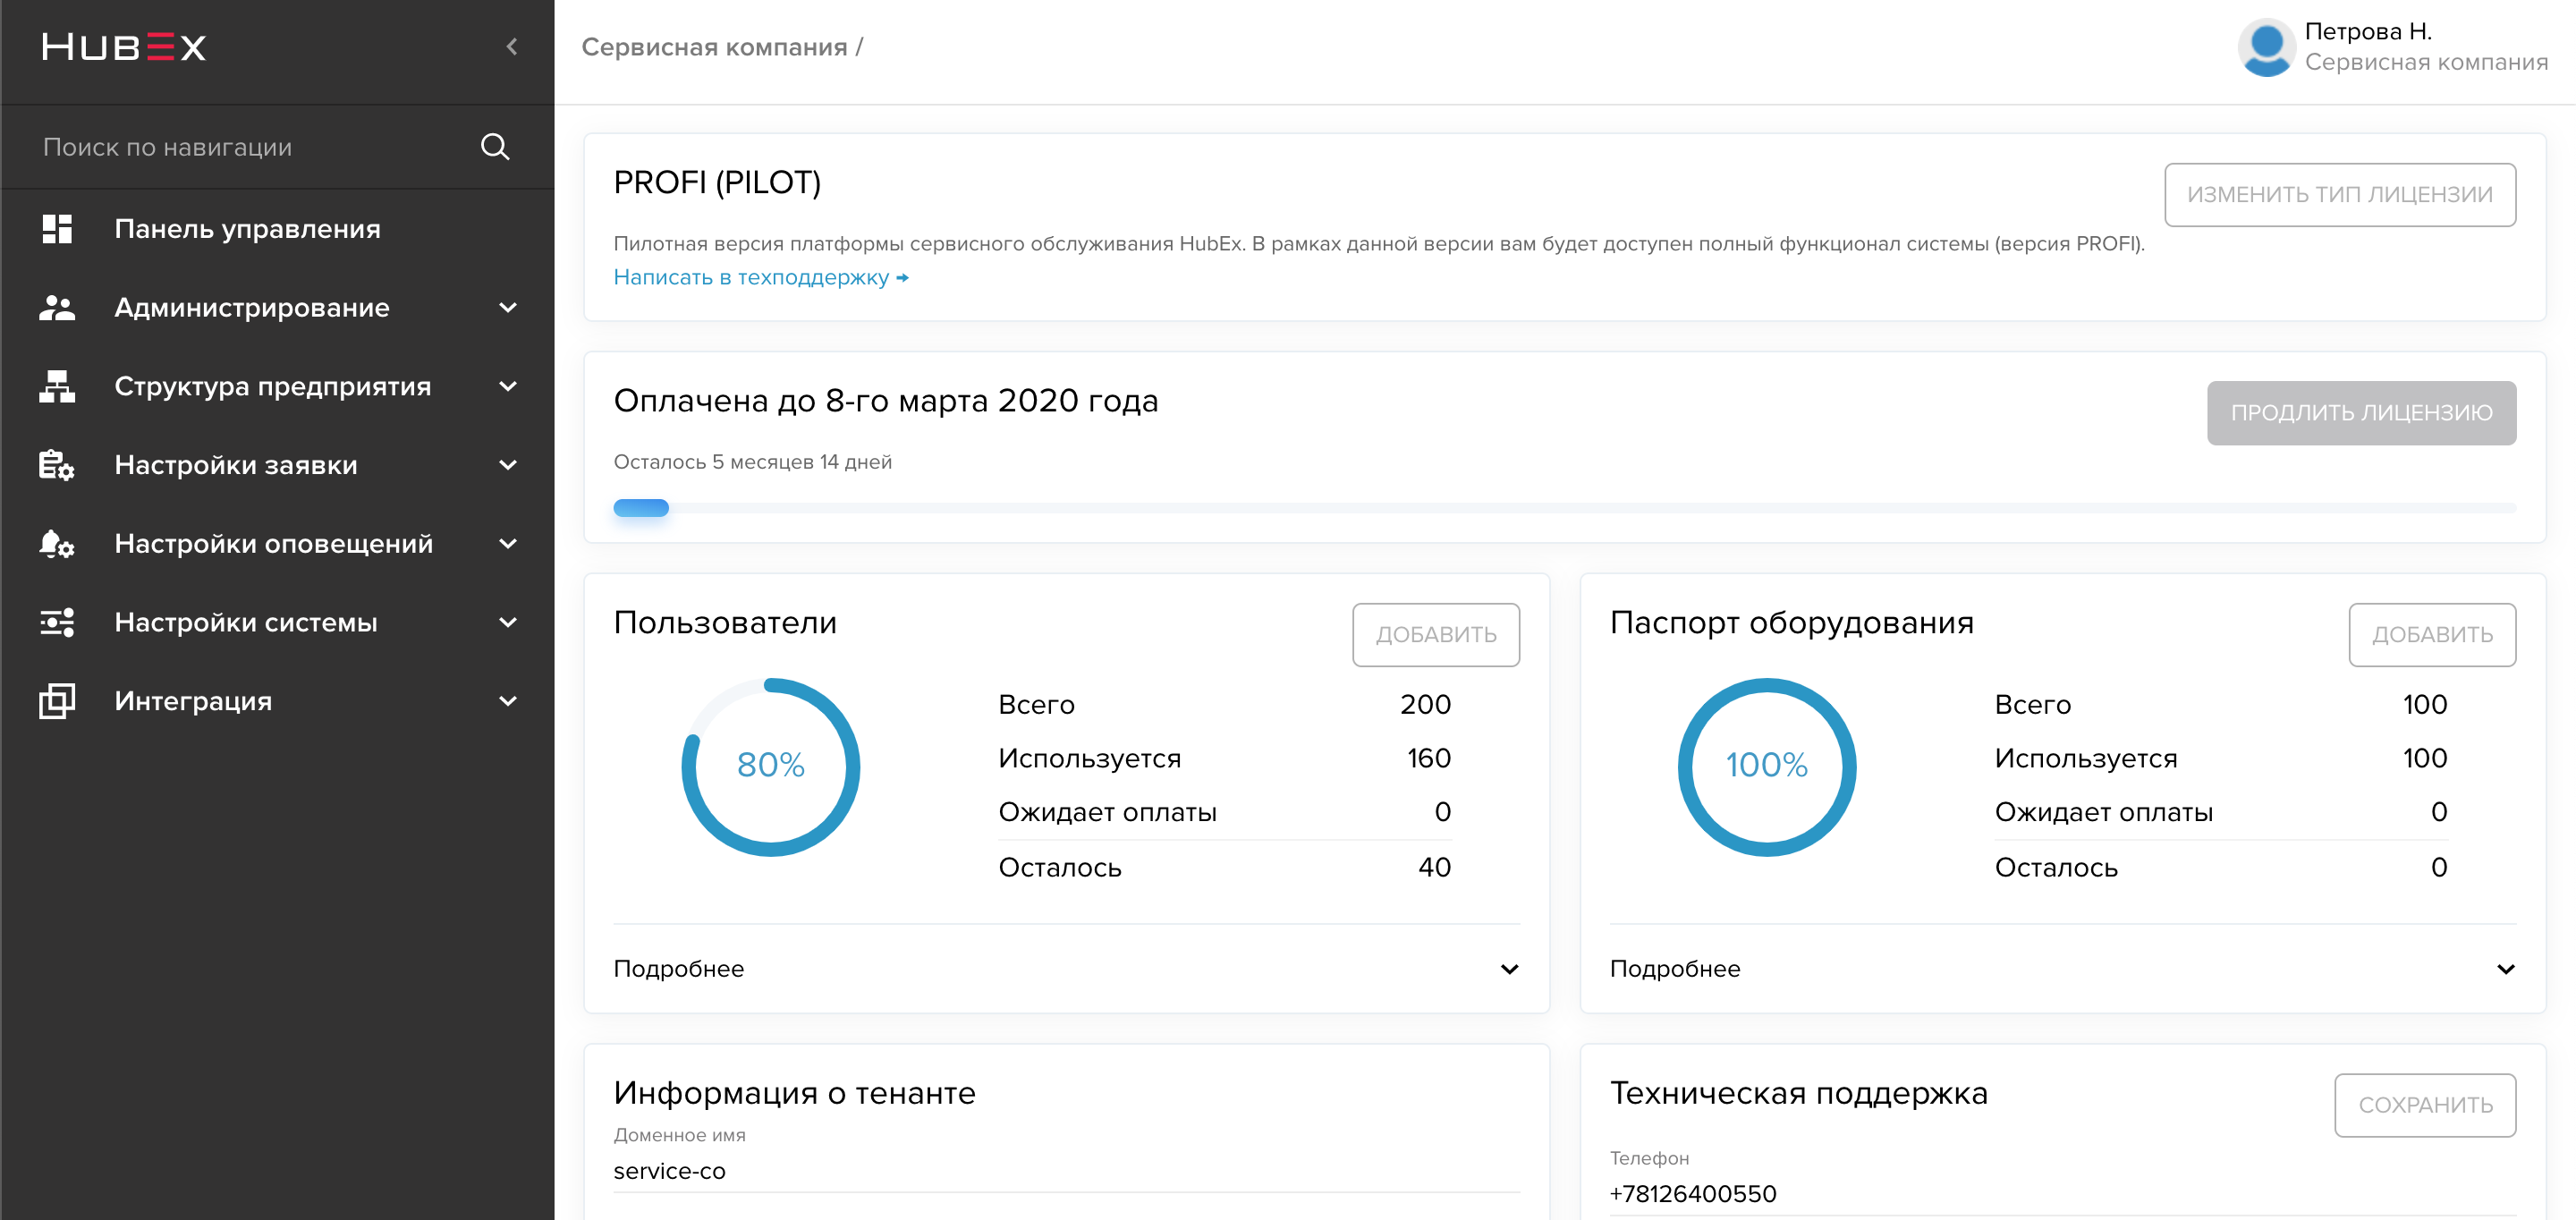 HUBEX
Поиск по навигации
Панель управления
Администрирование
Структура предприятия
Настройки заявки
Настройки оповещений
Настройки системы
Интеграция
Сервисная компания /
Петрова Н.
Сервисная компания
PROFI (PILOT)
ИЗМЕНИТЬ ТИП ЛИЦЕНЗИИ
Пилотная версия платформы сервисного обслуживания HubEx. В рамках данной версии вам будет доступен полный функционал системы (версия PROFI).
Написать в техподдержку →
Оплачена до 8-го марта 2020 года
ПРОДЛИТЬ ЛИЦЕНЗИЮ
Осталось 5 месяцев 14 дней
Пользователи
ДОБАВИТЬ
80%
Всего 200
Используется 160
Ожидает оплаты 0
Осталось 40
Подробнее
Паспорт оборудования
ДОБАВИТЬ
100%
Всего 100
Используется 100
Ожидает оплаты 0
Осталось 0
Подробнее
Информация о тенанте
Доменное имя
service-co
Техническая поддержка
СОХРАНИТЬ
Телефон
+78126400550